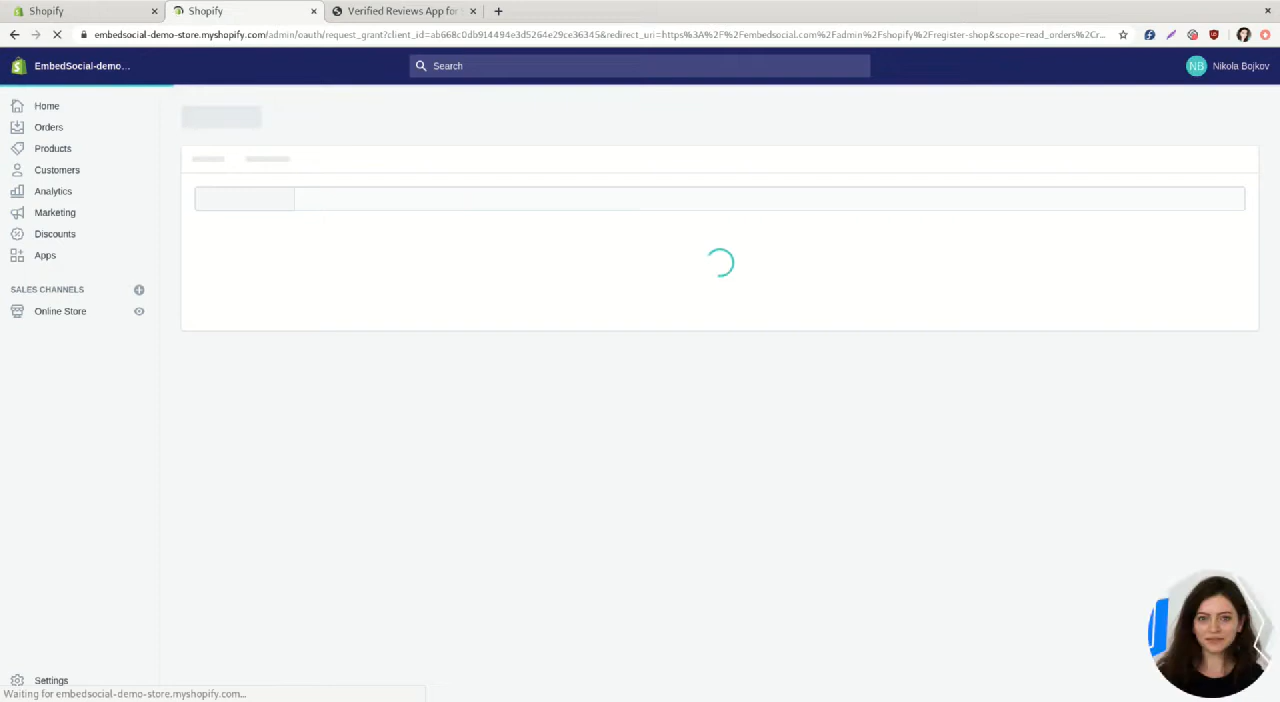 Shopify
Shopify
Verified Reviews App for
embedsocial-demo-store.myshopify.com/admin/oauth/request_grant?client_id=ab668c0db914494e3d5264e29ce36345&redirect_uri=https%3A%2F%2Fembedsocial.com%2Fadmin%2Fshopify%2Fregister-shop&scope=read_orders%2Cr...
EmbedSocial-demo...
Search
NB Nikola Bojkov
Home
Orders
Products
Customers
Analytics
Marketing
Discounts
Apps
SALES CHANNELS
Online Store
Settings
Waiting for embedsocial-demo-store.myshopify.com...